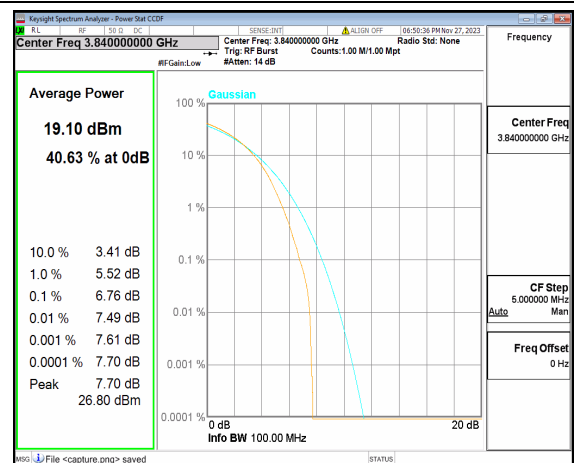 Keysight Spectrum Analyzer - Power Stat CCDF
RL RF 50 Ω DC SENSE:INT ALIGN OFF 06:50:36 PM Nov 27, 2023
Center Freq 3.840000000 GHz
Center Freq: 3.840000000 GHz Radio Std: None
Trig: RF Burst Counts:1.00 M/1.00 Mpt
#IFGain:Low #Atten: 14 dB
Frequency
Average Power
19.10 dBm
40.63 % at 0dB
10.0 % 3.41 dB
1.0 % 5.52 dB
0.1 % 6.76 dB
0.01 % 7.49 dB
0.001 % 7.61 dB
0.0001 % 7.70 dB
Peak 7.70 dB
26.80 dBm
Gaussian
100 %
10 %
1 %
0.1 %
0.01 %
0.001 %
0.0001 %
0 dB 20 dB
Info BW 100.00 MHz
Center Freq
3.840000000 GHz
CF Step
5.000000 MHz
Auto Man
Freq Offset
0 Hz
MSG File <capture.png> saved STATUS